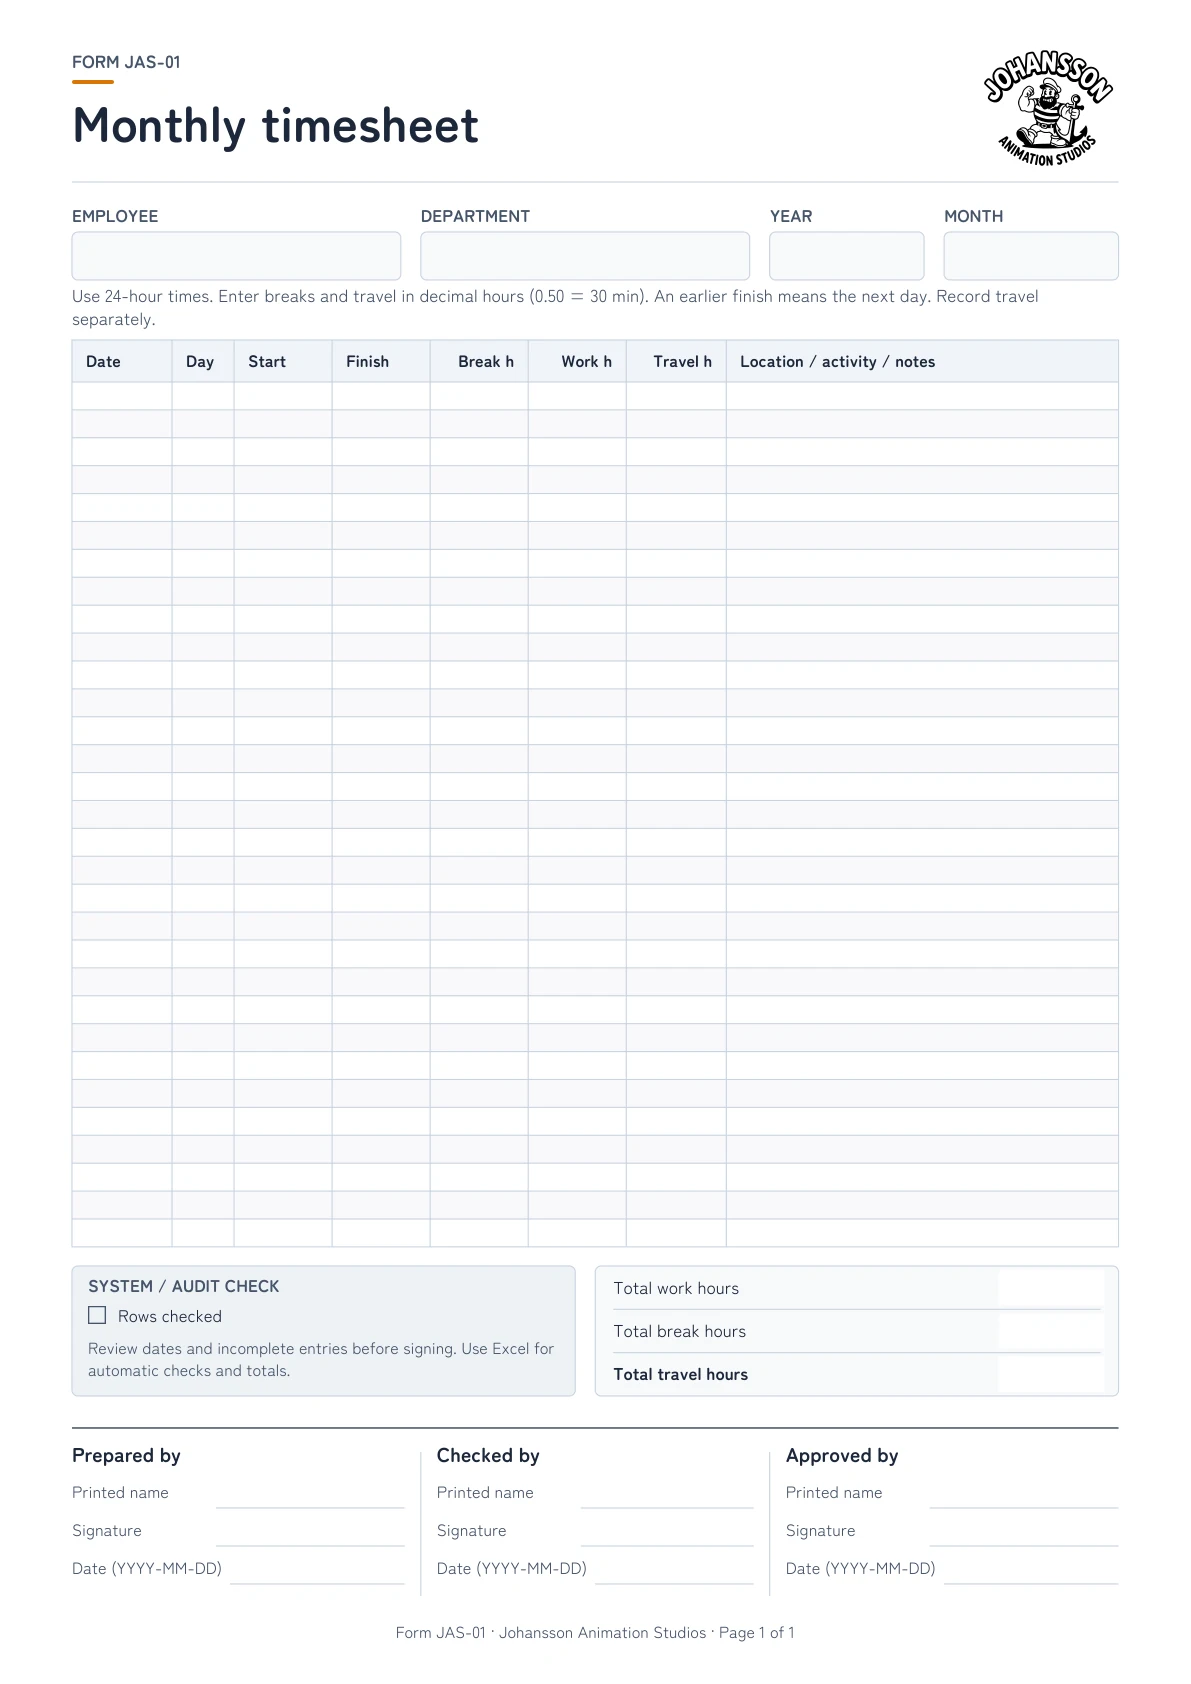 FORM JAS-01
Monthly timesheet
JOHANSSON
ANIMATION STUDIOS
EMPLOYEE DEPARTMENT YEAR MONTH
Use 24-hour times. Enter breaks and travel in decimal hours (0.50 = 30 min). An earlier finish means the next day. Record travel
separately.
Date Day Start Finish Break h Work h Travel h Location / activity / notes
SYSTEM / AUDIT CHECK
Rows checked
Review dates and incomplete entries before signing. Use Excel for
automatic checks and totals.
Total work hours
Total break hours
Total travel hours
Prepared by
Printed name
Signature
Date (YYYY-MM-DD)
Checked by
Printed name
Signature
Date (YYYY-MM-DD)
Approved by
Printed name
Signature
Date (YYYY-MM-DD)
Form JAS-01 · Johansson Animation Studios · Page 1 of 1